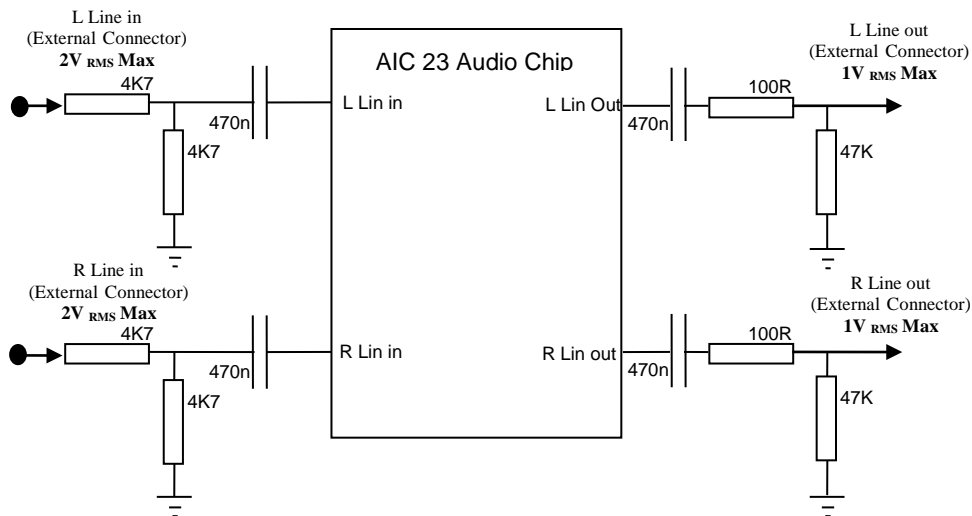 L Line in
(External Connector)
2V RMS Max
4K7
470n
4K7
AIC 23 Audio Chip
L Lin in
L Lin Out
L Line out
(External Connector)
1V RMS Max
100R
470n
47K
R Line in
(External Connector)
2V RMS Max
4K7
470n
4K7
R Lin in
R Lin out
R Line out
(External Connector)
1V RMS Max
100R
470n
47K